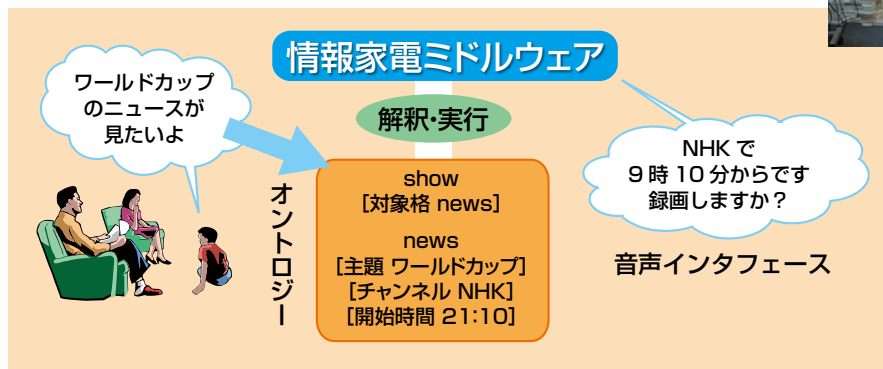 情報家電ミドルウェア
ワールドカップ
のニュースが
見たいよ
解釈・実行
オントロジー
show
[対象格 news]
news
[主題 ワールドカップ]
[チャンネル NHK]
[開始時間 21:10]
NHK で
9 時 10 分からです
録画しますか？
音声インタフェース